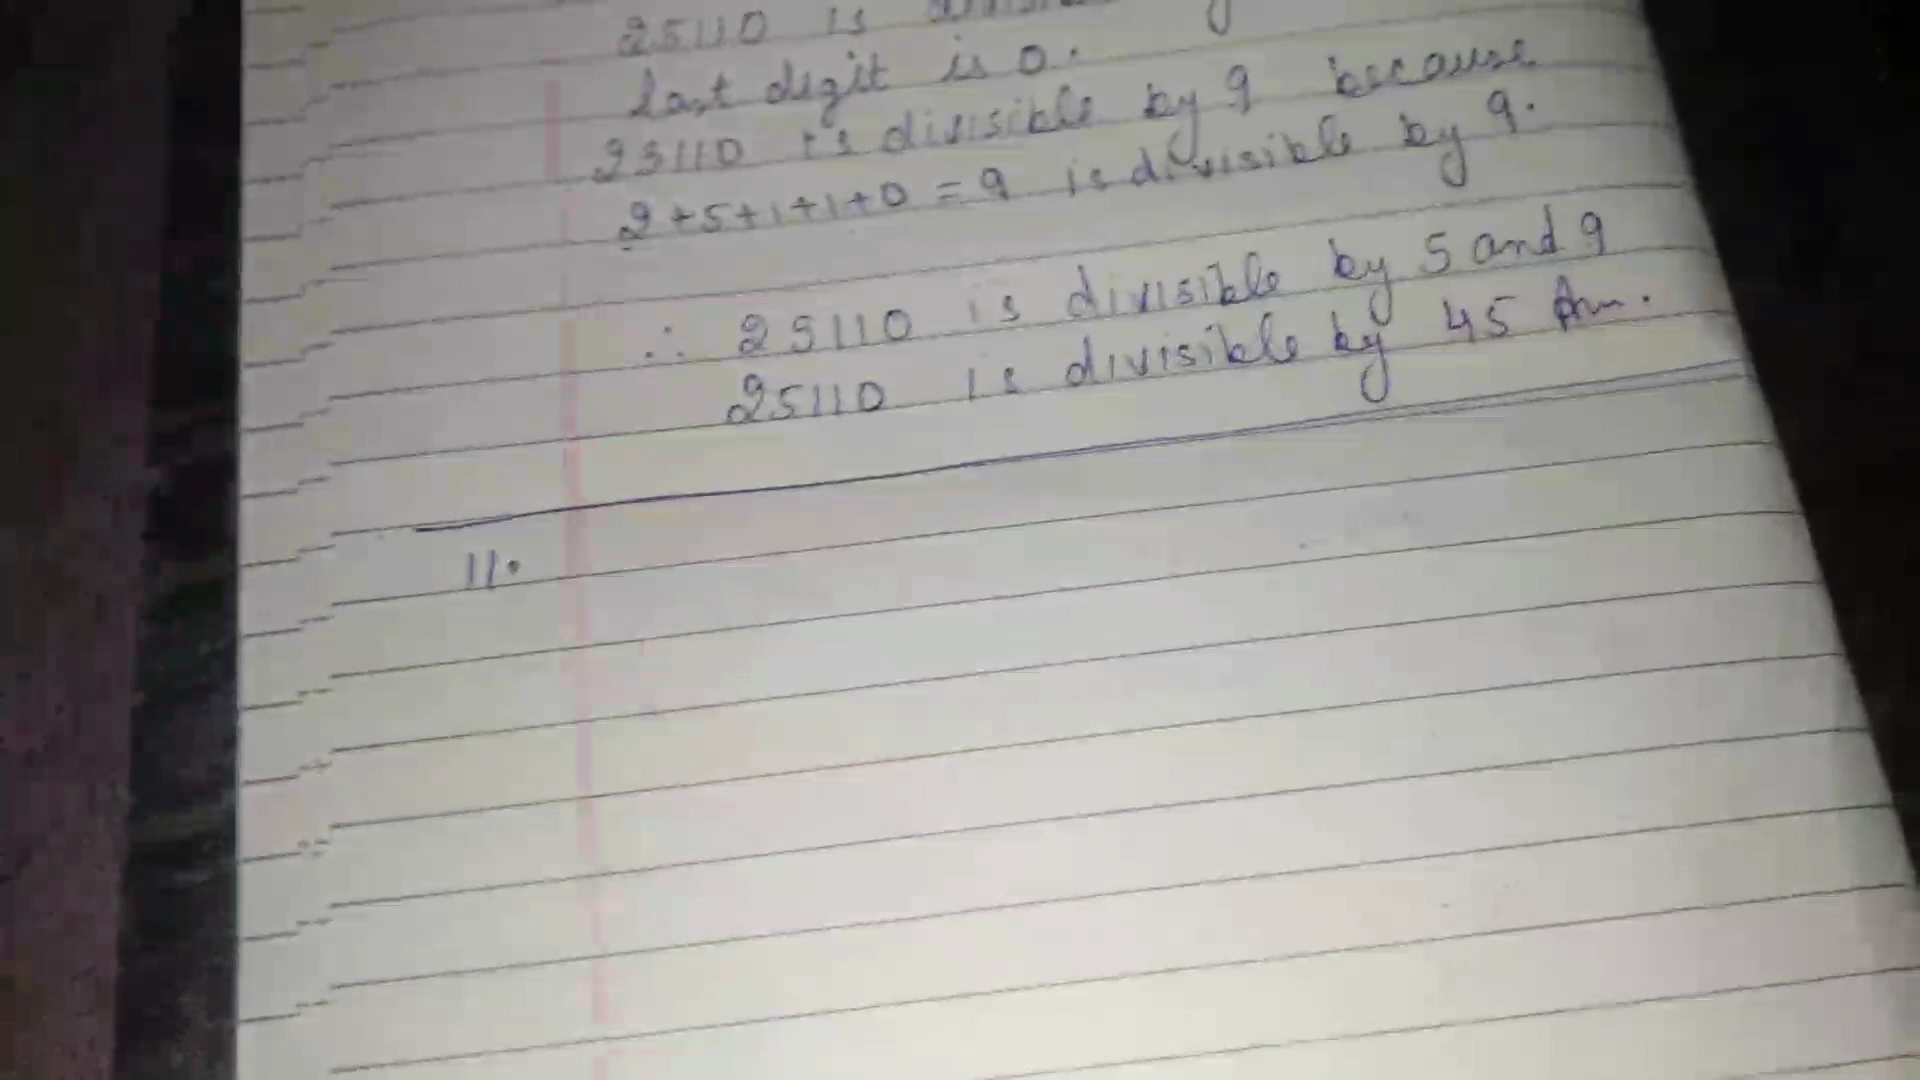 25110 is
last digit is 0.
25110 is divisible by 9 because
2+5+1+1+0 = 9 is divisible by 9.
∴ 25110 is divisible by 5 and 9
25110 is divisible by 45 Ans.
11.